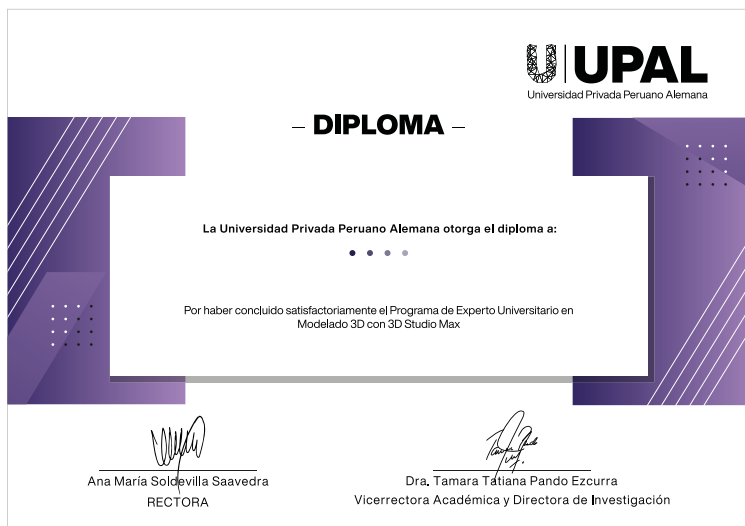 UPAL
Universidad Privada Peruano Alemana
– DIPLOMA –
La Universidad Privada Peruano Alemana otorga el diploma a:
Por haber concluido satisfactoriamente el Programa de Experto Universitario en
Modelado 3D con 3D Studio Max
Ana María Soldevilla Saavedra
RECTORA
Dra. Tamara Tatiana Pando Ezcurra
Vicerrectora Académica y Directora de Investigación